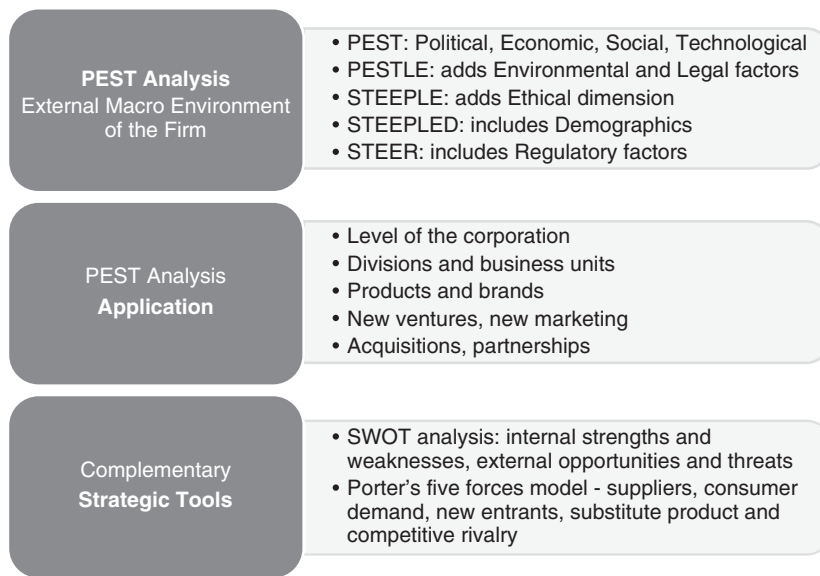 PEST Analysis
External Macro Environment
of the Firm
• PEST: Political, Economic, Social, Technological
• PESTLE: adds Environmental and Legal factors
• STEEPLE: adds Ethical dimension
• STEEPLED: includes Demographics
• STEER: includes Regulatory factors
PEST Analysis
Application
• Level of the corporation
• Divisions and business units
• Products and brands
• New ventures, new marketing
• Acquisitions, partnerships
Complementary
Strategic Tools
• SWOT analysis: internal strengths and
weaknesses, external opportunities and threats
• Porter's five forces model - suppliers, consumer
demand, new entrants, substitute product and
competitive rivalry